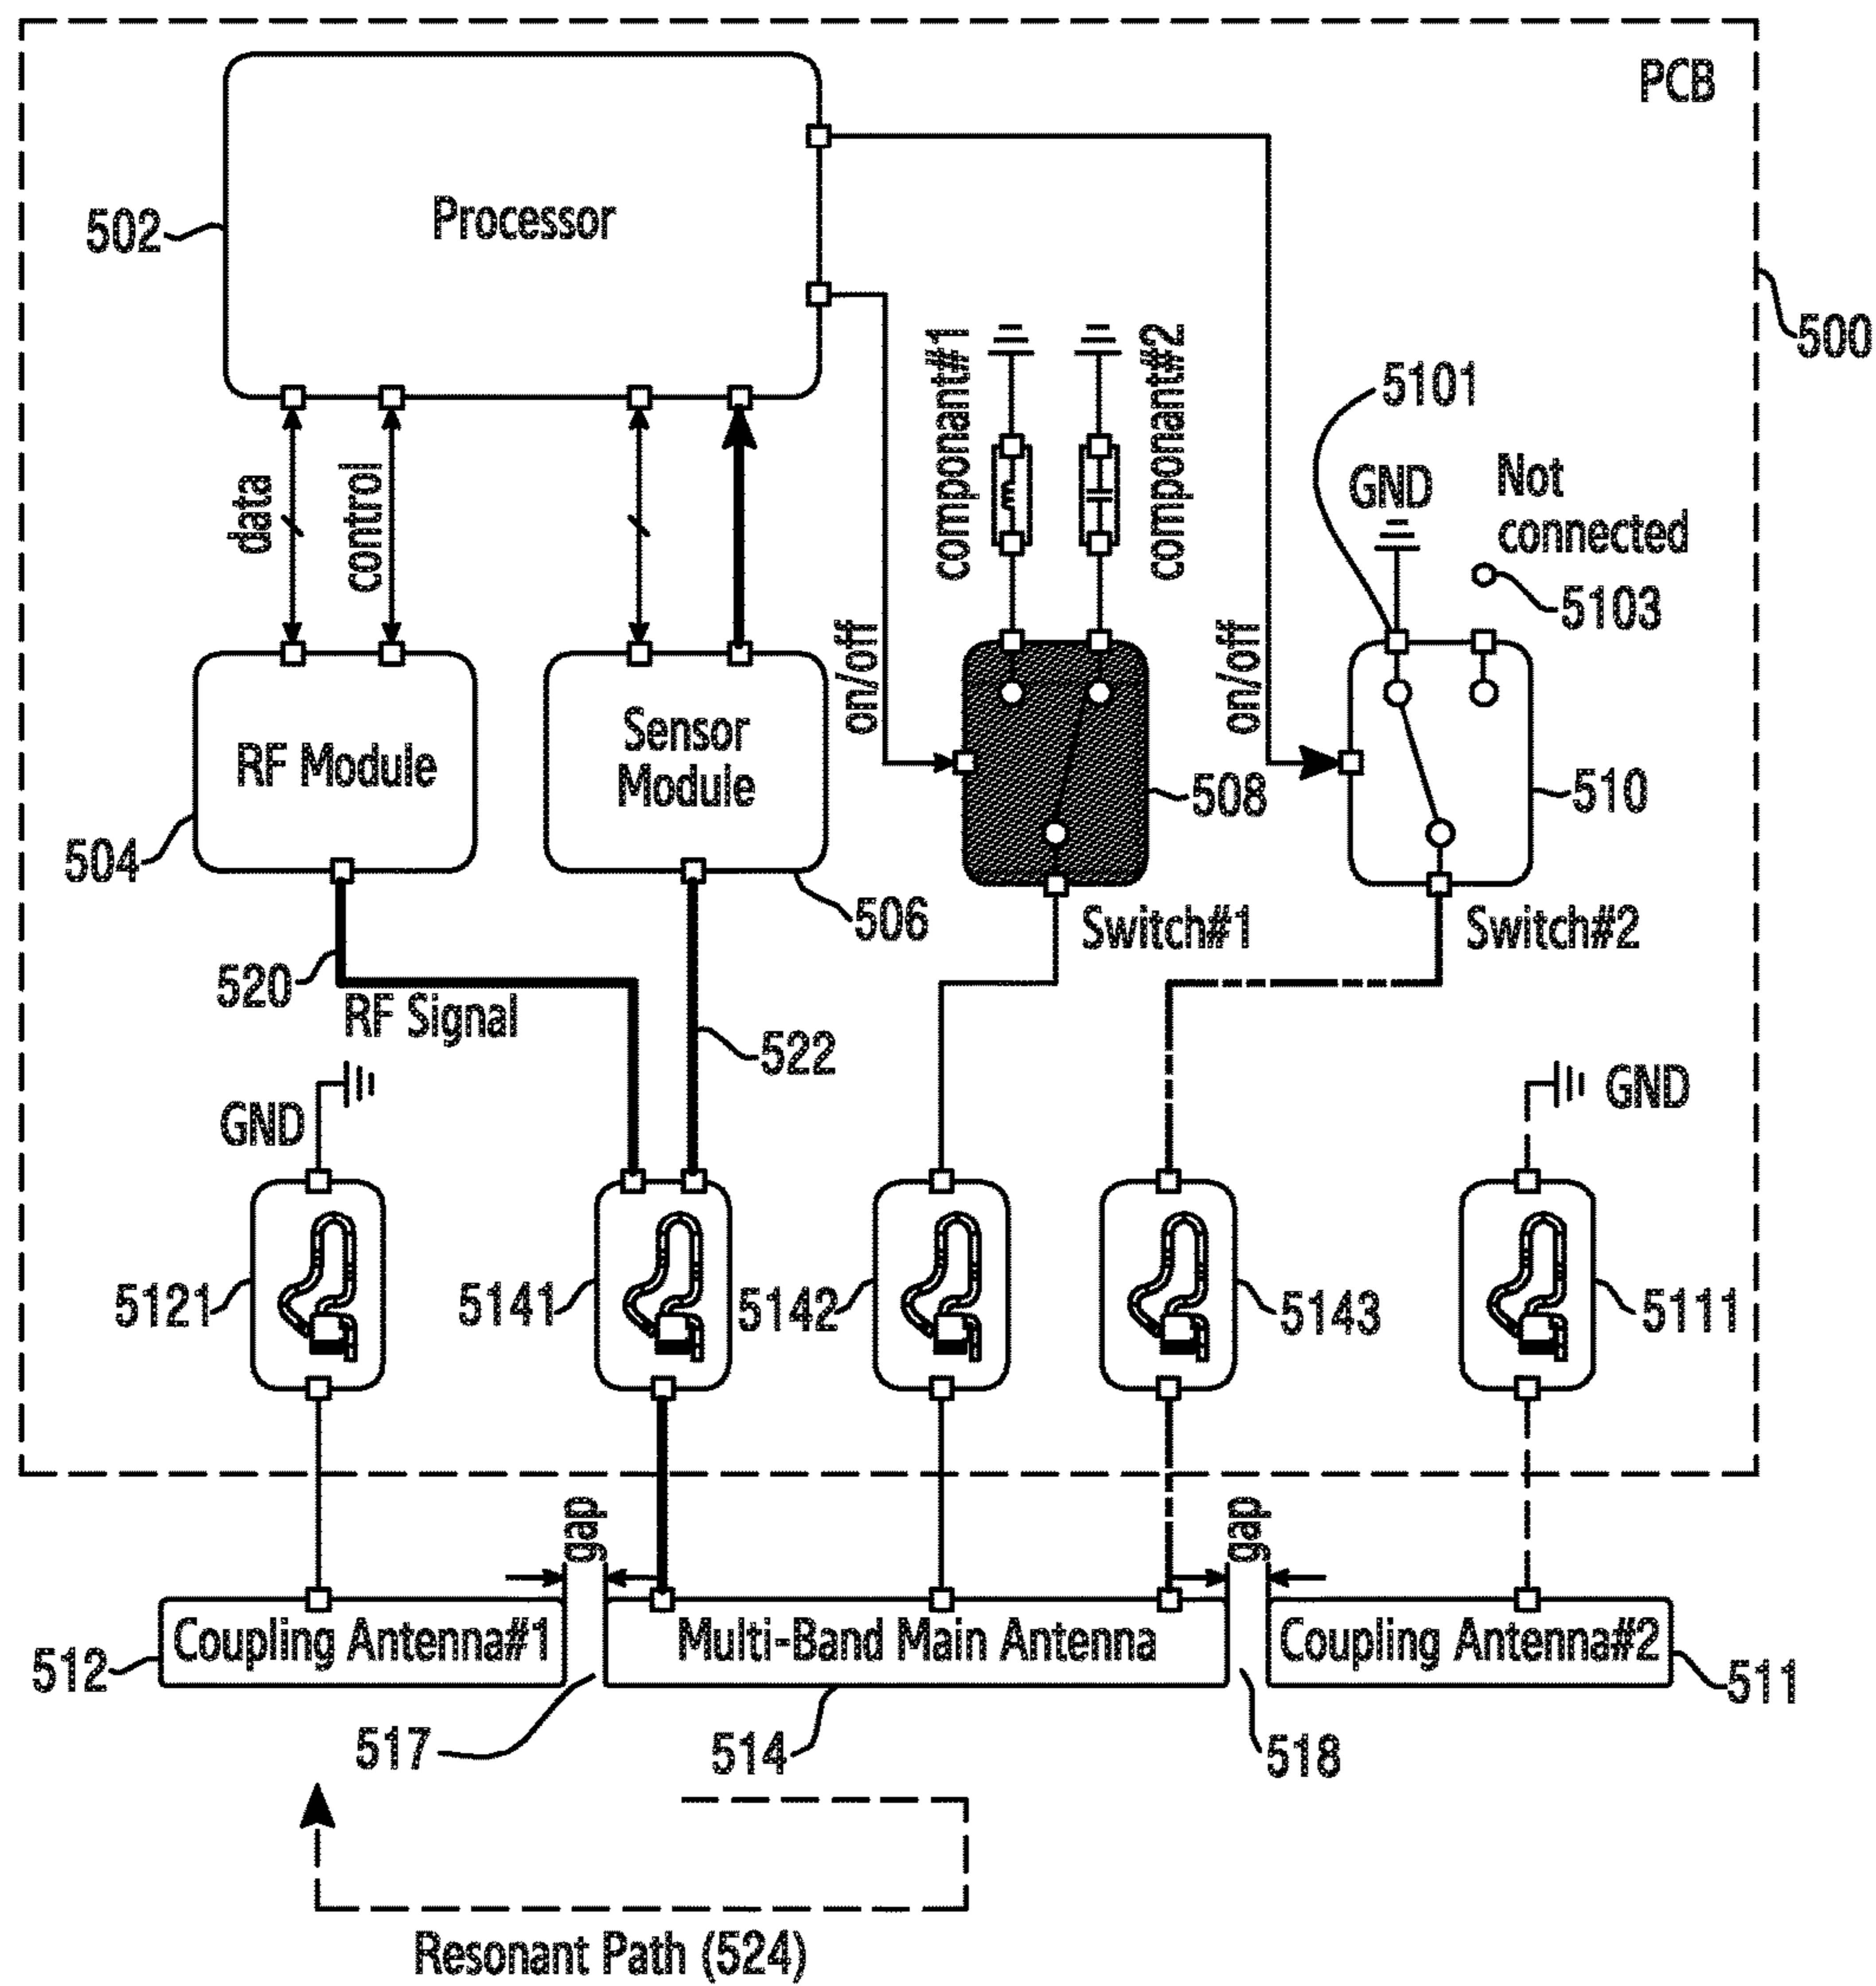 PCB
Processor
502
500
componant#1
componant#2
5101
GND
Not
connected
5103
data
control
on/off
on/off
RF Module
Sensor
Module
508
510
504
506
Switch#1
Switch#2
520
RF Signal
522
GND
GND
5121
5141
5142
5143
5111
gap
gap
Coupling Antenna#1
Multi-Band Main Antenna
Coupling Antenna#2
512
511
517
514
518
Resonant Path (524)